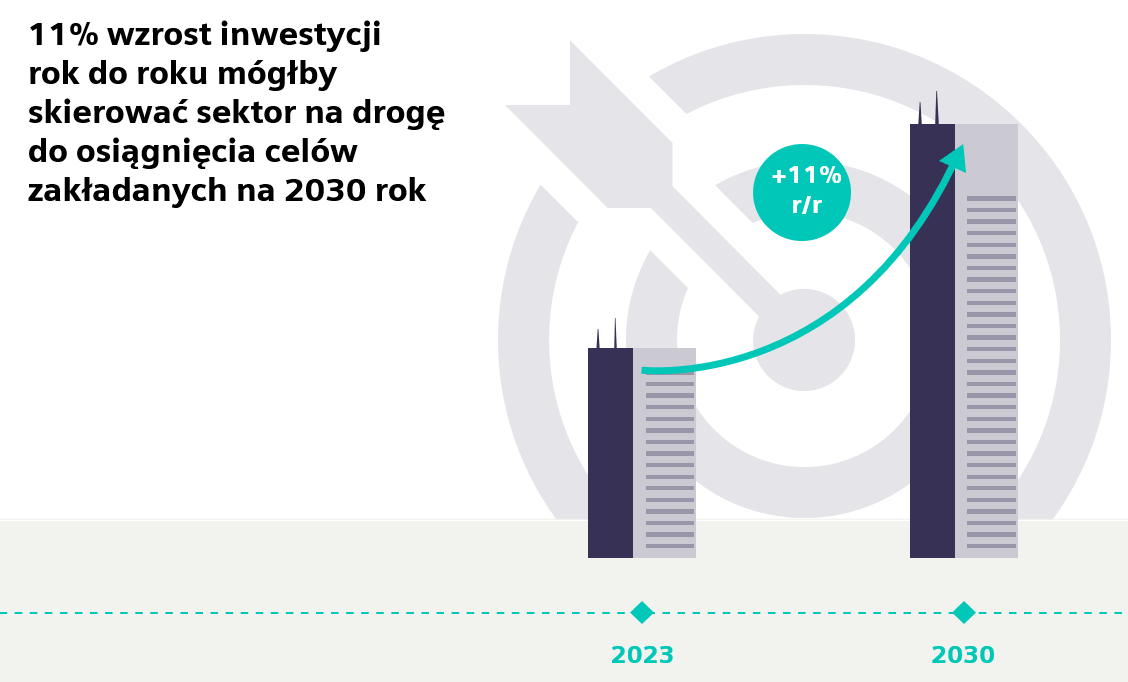 11% wzrost inwestycji
rok do roku mógłby
skierować sektor na drogę
do osiągnięcia celów
zakładanych na 2030 rok
+11%
r/r
2023
2030